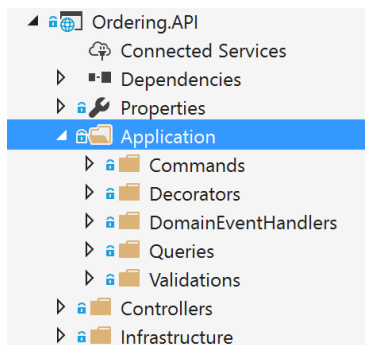 Ordering.API
Connected Services
Dependencies
Properties
Application
Commands
Decorators
DomainEventHandlers
Queries
Validations
Controllers
Infrastructure